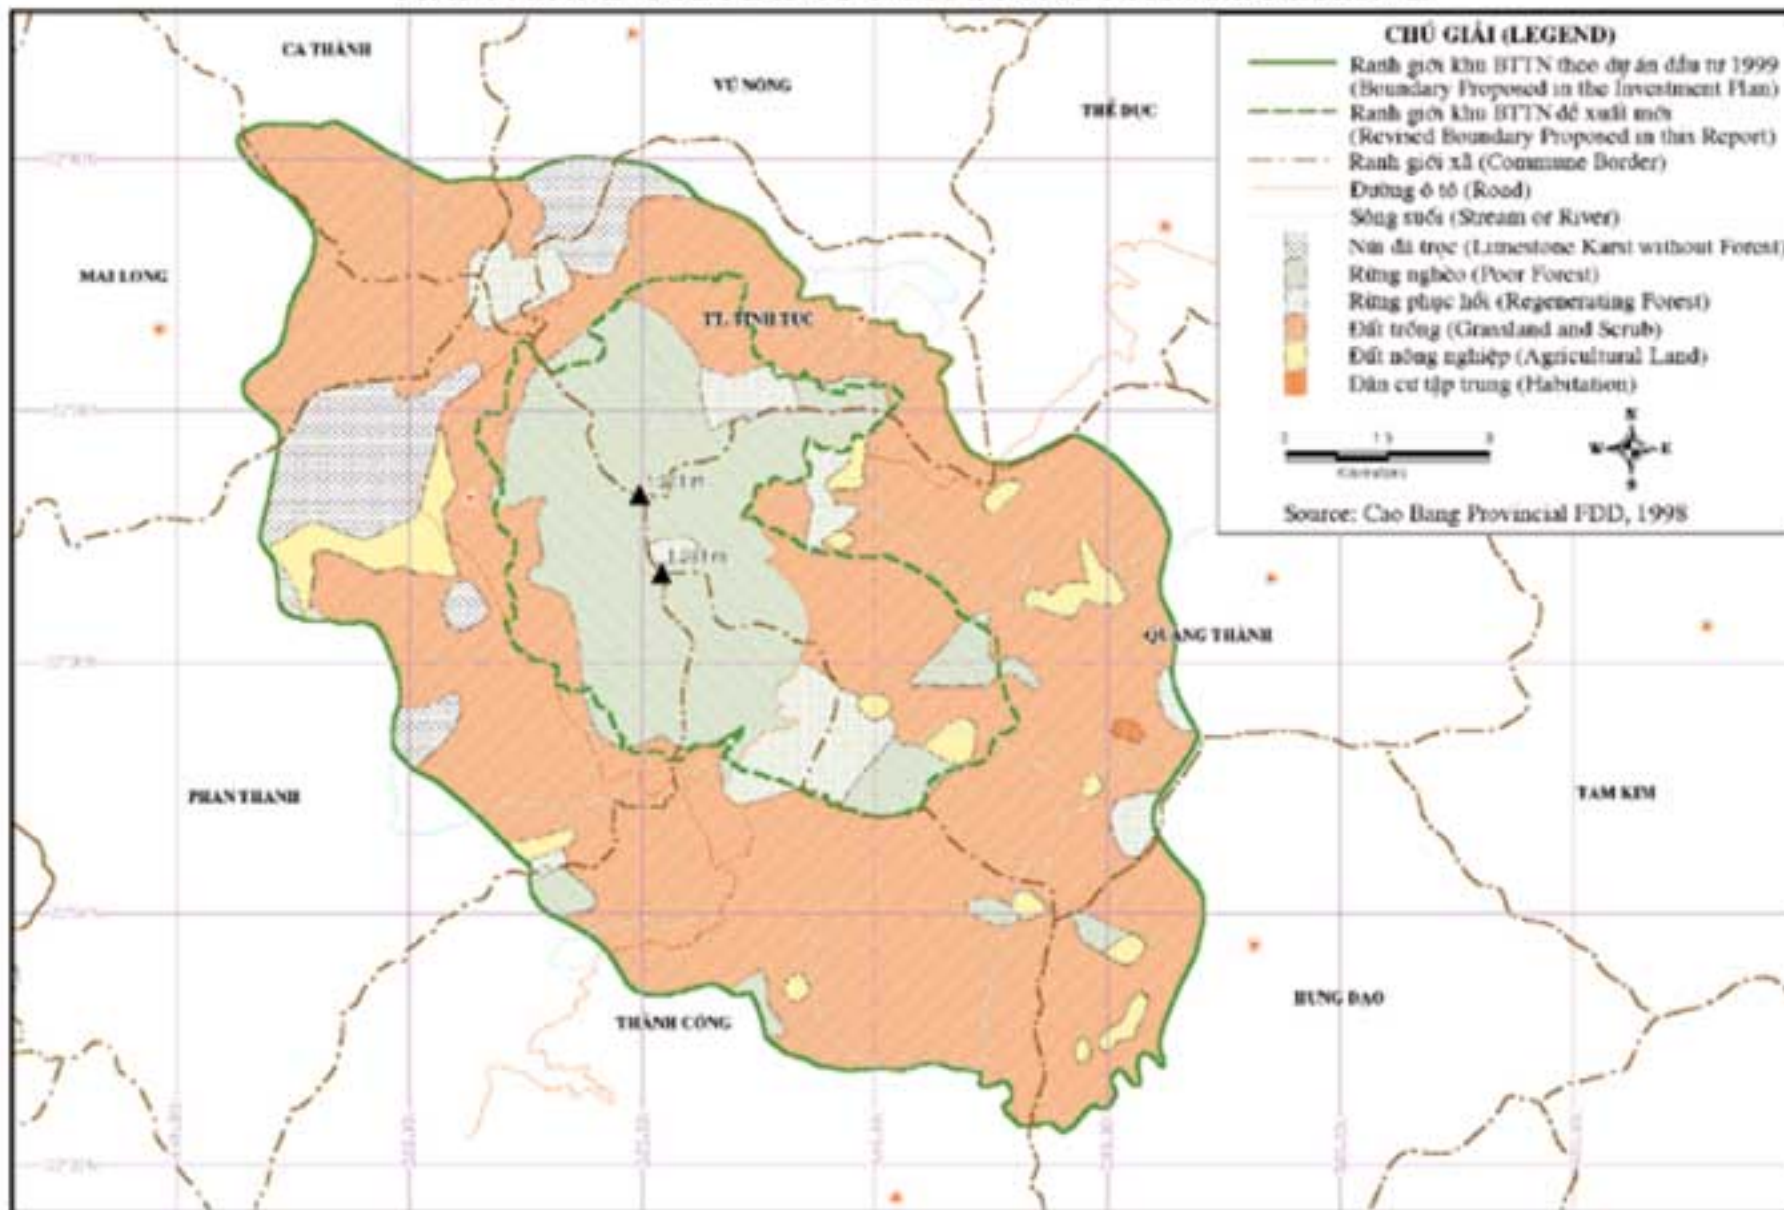 CA THÀNH
VŨ NÔNG
THỂ DỤC
MAI LONG
TT. TĨNH TÚC
QUANG THÀNH
PHAN THANH
TAM KIM
THÀNH CÔNG
HƯNG ĐẠO
CHÚ GIẢI (LEGEND)
Ranh giới khu BTTN theo dự án đầu tư 1999
(Boundary Proposed in the Investment Plan)
Ranh giới khu BTTN đề xuất mới
(Revised Boundary Proposed in this Report)
Ranh giới xã (Commune Border)
Đường ô tô (Road)
Sông suối (Stream or River)
Núi đá trọc (Limestone Karst without Forest)
Rừng nghèo (Poor Forest)
Rừng phục hồi (Regenerating Forest)
Đất trống (Grassland and Scrub)
Đất nông nghiệp (Agricultural Land)
Dân cư tập trung (Habitation)
Kilometers
N
W E
S
Source: Cao Bang Provincial FDD, 1998